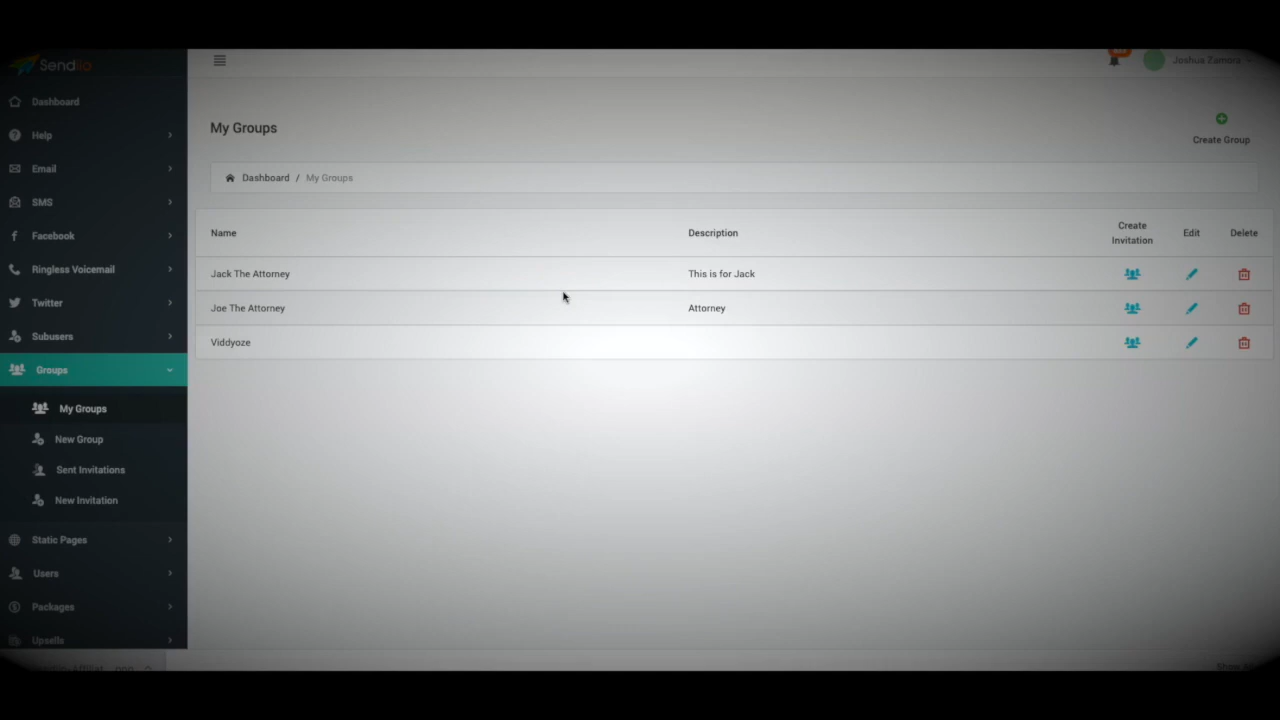 Sendiio
Joshua Zamora
Dashboard
Help
Email
SMS
Facebook
Ringless Voicemail
Twitter
Subusers
Groups
My Groups
New Group
Sent Invitations
New Invitation
Static Pages
Users
Packages
Upsells
My Groups
Create Group
Dashboard / My Groups
Name Description Create Invitation Edit Delete
Jack The Attorney This is for Jack
Joe The Attorney Attorney
Viddyoze